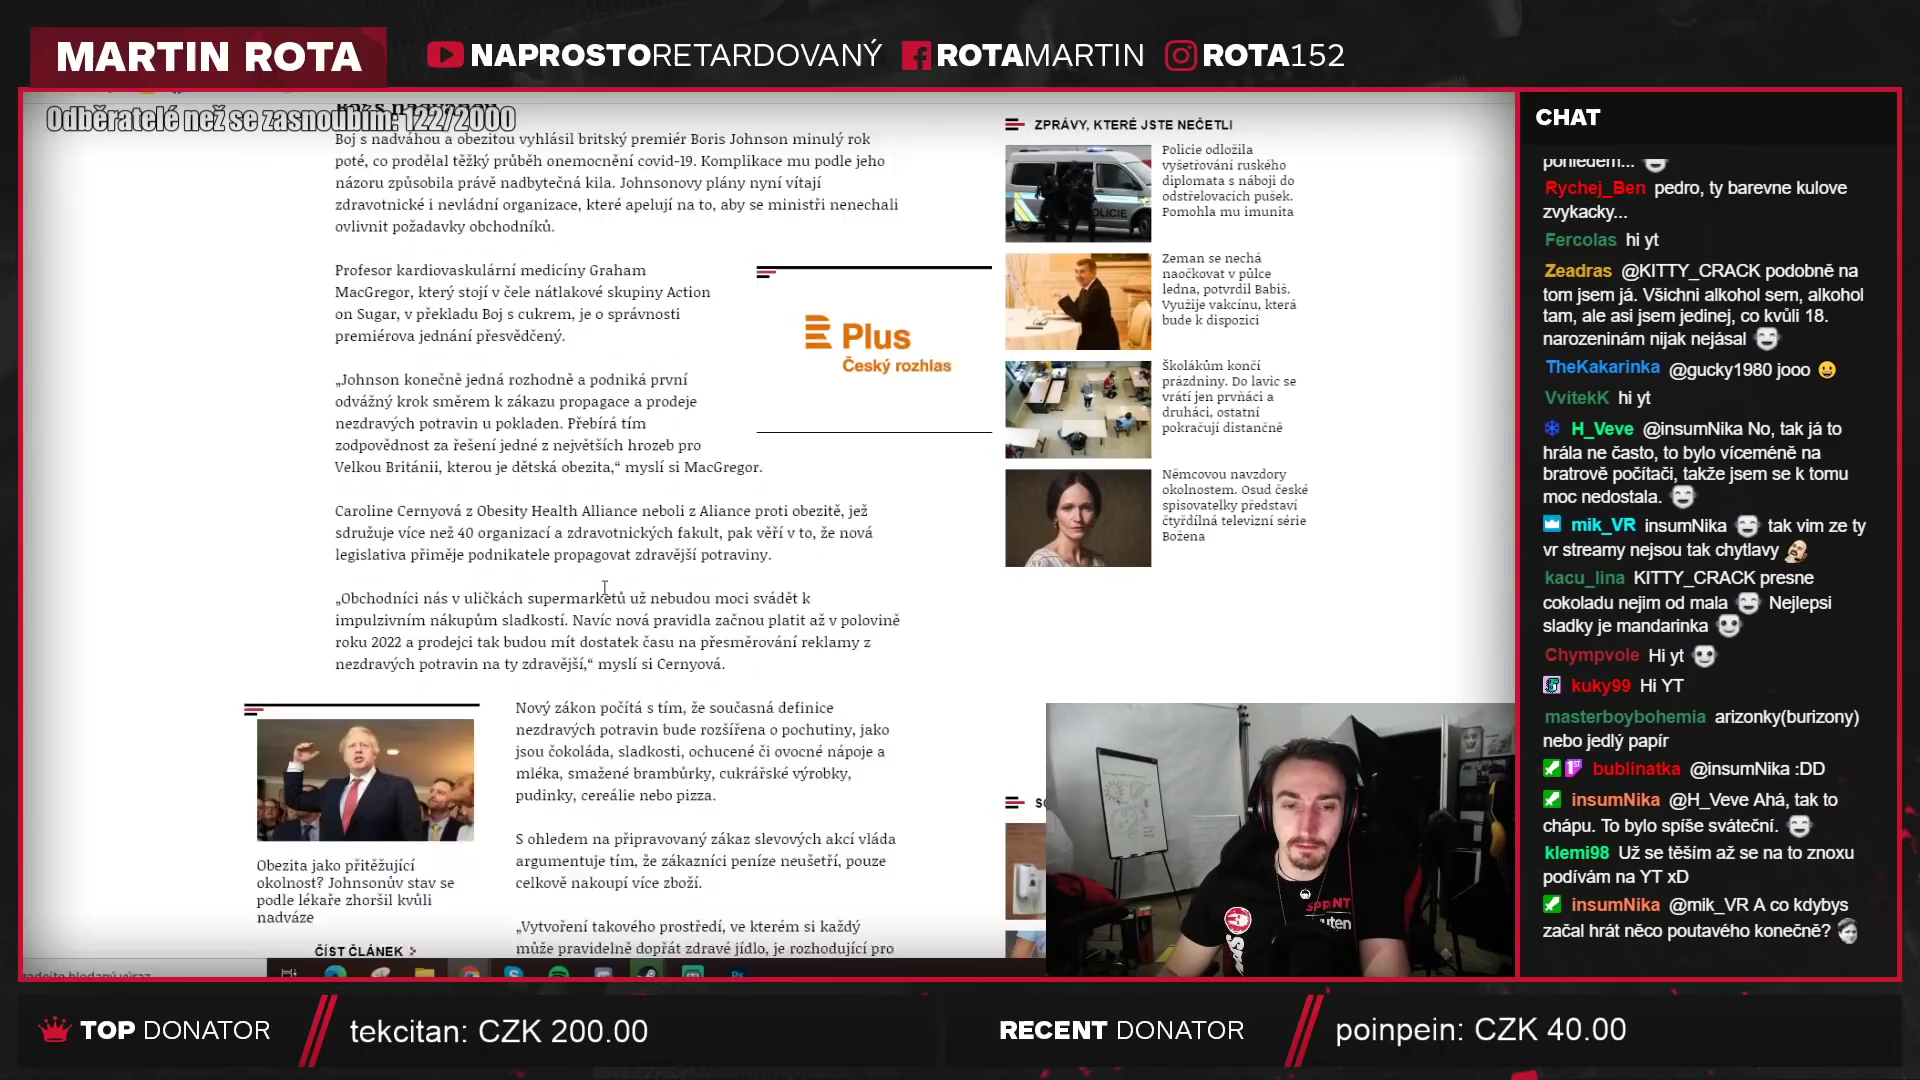 MARTIN ROTA
NAPROSTORETARDOVANÝ
ROTAMARTIN
ROTA152
Odběratelé než se zasnoubím: 122/2000
Boj s nadváhou a obezitou vyhlásil britský premiér Boris Johnson minulý rok
poté, co prodělal těžký průběh onemocnění covid-19. Komplikace mu podle jeho
názoru způsobila právě nadbytečná kila. Johnsonovy plány nyní vítají
zdravotnické i nevládní organizace, které apelují na to, aby se ministři nenechali
ovlivnit požadavky obchodníků.
Profesor kardiovaskulární medicíny Graham
MacGregor, který stojí v čele nátlakové skupiny Action
on Sugar, v překladu Boj s cukrem, je o správnosti
premiérova jednání přesvědčený.
Plus
Český rozhlas
„Johnson konečně jedná rozhodně a podniká první
odvážný krok směrem k zákazu propagace a prodeje
nezdravých potravin u pokladen. Přebírá tím
zodpovědnost za řešení jedné z největších hrozeb pro
Velkou Británii, kterou je dětská obezita,“ myslí si MacGregor.
Caroline Cernyová z Obesity Health Alliance neboli z Aliance proti obezitě, jež
sdružuje více než 40 organizací a zdravotnických fakult, pak věří v to, že nová
legislativa přiměje podnikatele propagovat zdravější potraviny.
„Obchodníci nás v uličkách supermarketů už nebudou moci svádět k
impulzivním nákupům sladkostí. Navíc nová pravidla začnou platit až v polovině
roku 2022 a prodejci tak budou mít dostatek času na přesměrování reklamy z
nezdravých potravin na ty zdravější,“ myslí si Cernyová.
Obezita jako přitěžující
okolnost? Johnsonův stav se
podle lékaře zhoršil kvůli
nadváze
ČÍST ČLÁNEK
Nový zákon počítá s tím, že současná definice
nezdravých potravin bude rozšířena o pochutiny, jako
jsou čokoláda, sladkosti, ochucené či ovocné nápoje a
mléka, smažené brambůrky, cukrářské výrobky,
pudinky, cereálie nebo pizza.
S ohledem na připravovaný zákaz slevových akcí vláda
argumentuje tím, že zákazníci peníze neušetří, pouze
celkově nakoupí více zboží.
„Vytvoření takového prostředí, ve kterém si každý
může pravidelně dopřát zdravé jídlo, je rozhodující pro
ZPRÁVY, KTERÉ JSTE NEČETLI
Policie odložila
vyšetřování ruského
diplomata s náboji do
odstřelovacích pušek.
Pomohla mu imunita
Zeman se nechá
naočkovat v půlce
ledna, potvrdil Babiš.
Využije vakcínu, která
bude k dispozici
Školákům končí
prázdniny. Do lavic se
vrátí jen prvňáci a
druháci, ostatní
pokračují distančně
Němcovou navzdory
okolnostem. Osud české
spisovatelky představí
čtyřdílná televizní série
Božena
POLICIE
CHAT
pohledem...
Rychej_Ben pedro, ty barevne kulove
zvykacky...
Fercolas hi yt
Zeadras @KITTY_CRACK podobně na
tom jsem já. Všichni alkohol sem, alkohol
tam, ale asi jsem jedinej, co kvůli 18.
narozeninám nijak nejásal
TheKakarinka @gucky1980 jooo
VvitekK hi yt
H_Veve @insumNika No, tak já to
hrála ne často, to bylo víceméně na
bratrově počítači, takže jsem se k tomu
moc nedostala.
mik_VR insumNika tak vim ze ty
vr streamy nejsou tak chytlavy
kacu_lina KITTY_CRACK presne
cokoladu nejim od mala Nejlepsi
sladky je mandarinka
Chympvole Hi yt
kuky99 Hi YT
masterboybohemia arizonky(burizony)
nebo jedlý papír
bublinatka @insumNika :DD
insumNika @H_Veve Ahá, tak to
chápu. To bylo spíše sváteční.
klemi98 Už se těším až se na to znoxu
podívám na YT xD
insumNika @mik_VR A co kdybys
začal hrát něco poutavého konečně?
TOP DONATOR
tekcitan: CZK 200.00
RECENT DONATOR
poinpein: CZK 40.00